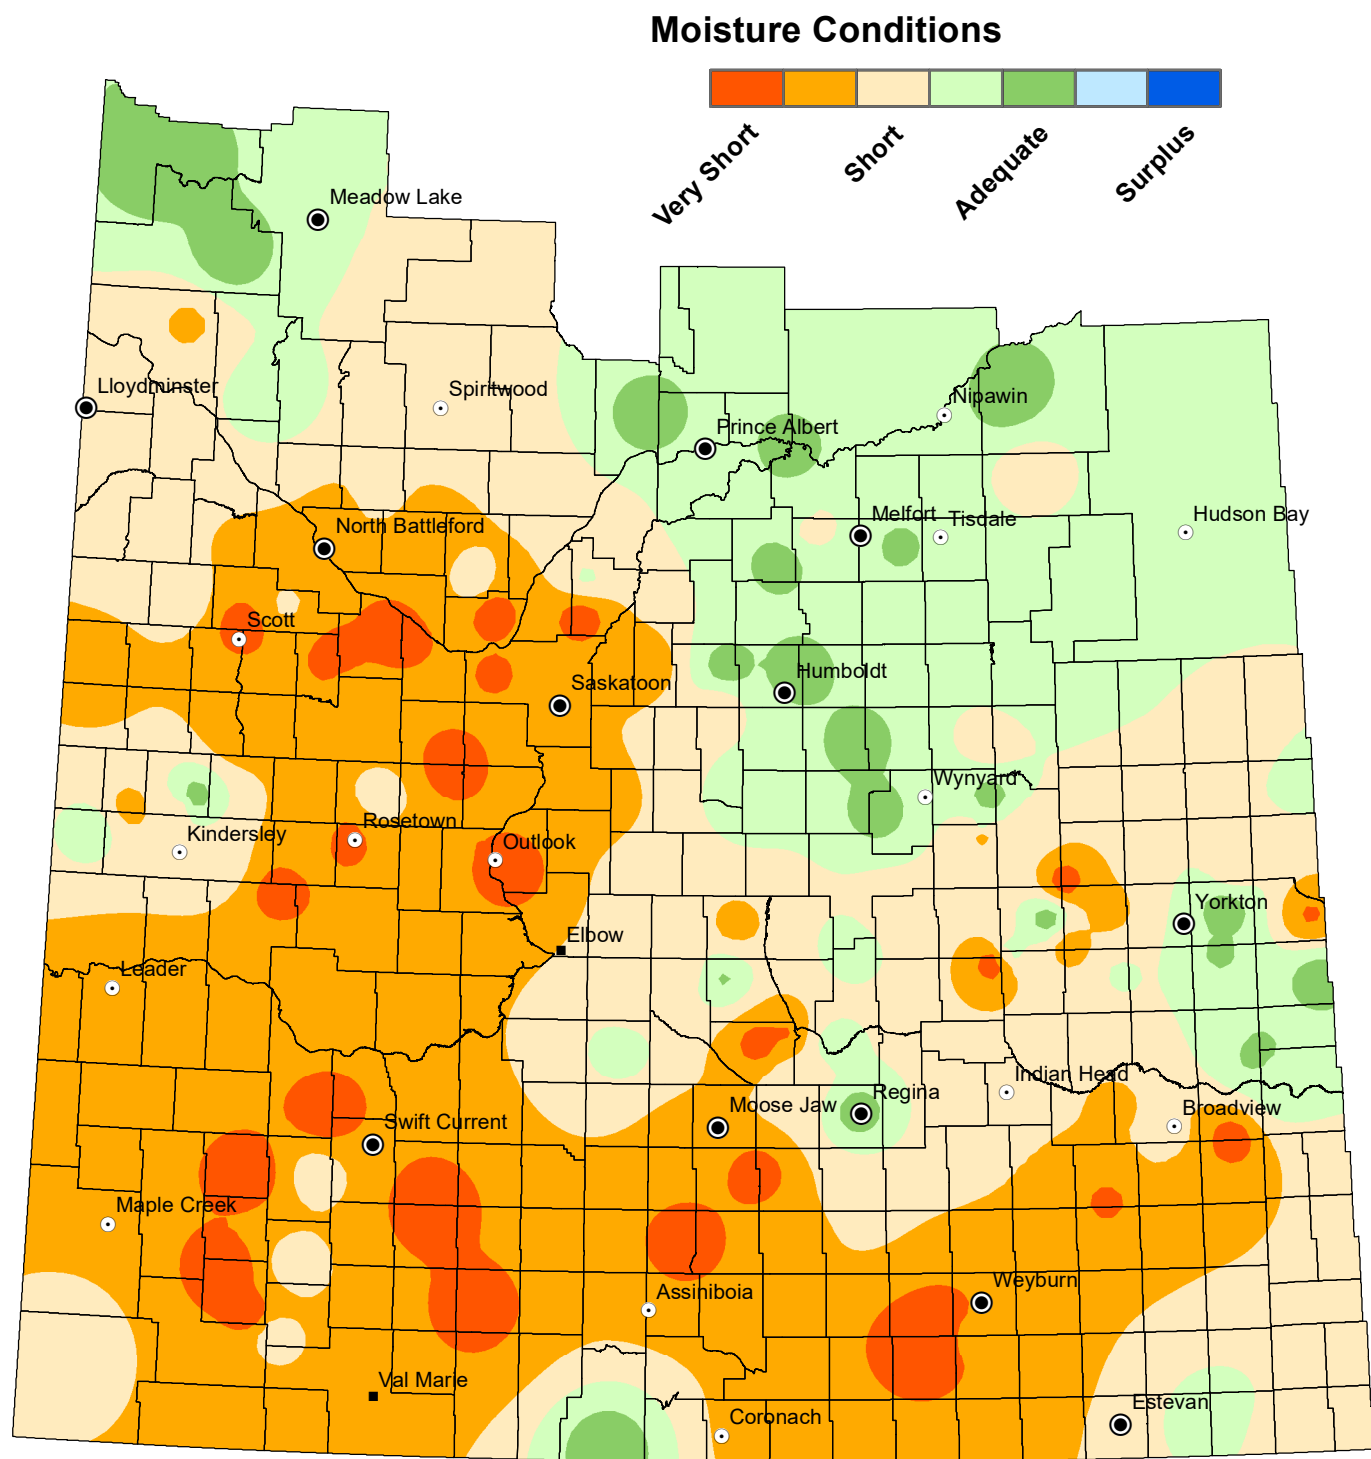 Moisture Conditions
Very Short
Short
Adequate
Surplus
Meadow Lake
Lloydminster
Spiritwood
Nipawin
Prince Albert
North Battleford
Melfort
Tisdale
Hudson Bay
Scott
Saskatoon
Humboldt
Wynyard
Kindersley
Rosetown
Outlook
Yorkton
Elbow
Leader
Indian Head
Regina
Moose Jaw
Broadview
Swift Current
Maple Creek
Weyburn
Assiniboia
Val Marie
Coronach
Estevan